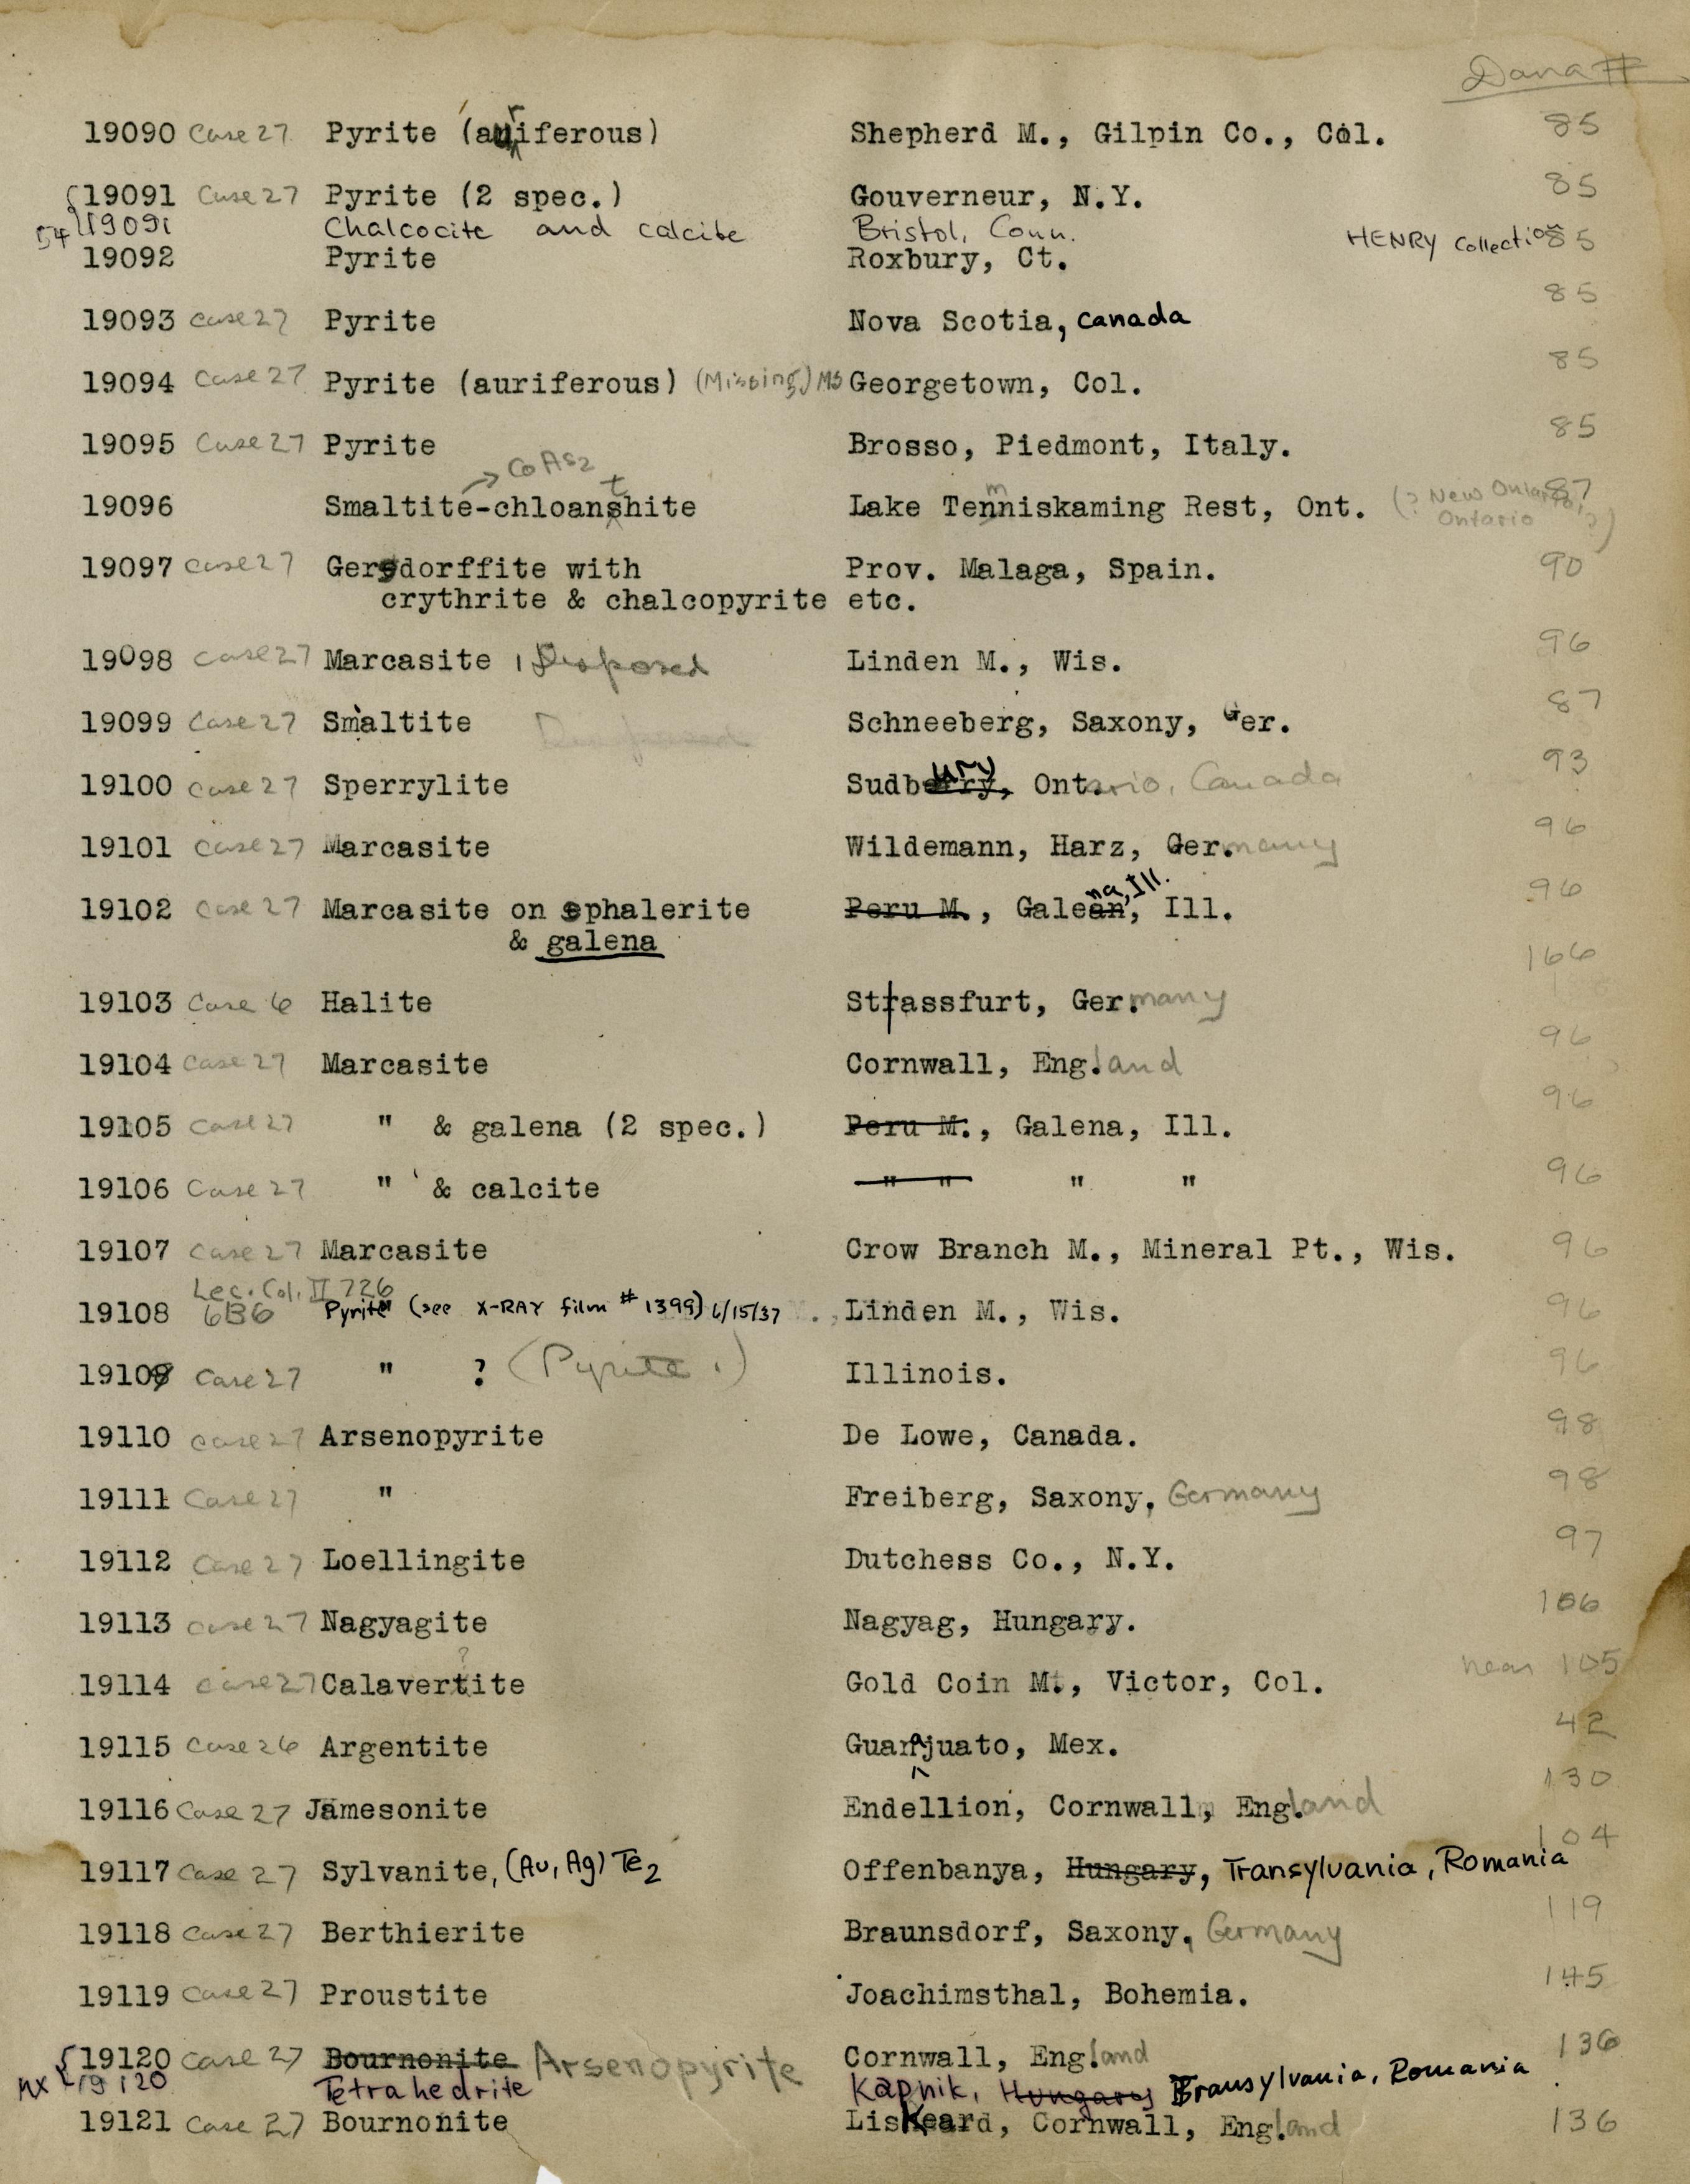 Dana #
19090 Case 27 Pyrite (auriferous) Shepherd M., Gilpin Co., Col. 85
19091 Case 27 Pyrite (2 spec.) Gouverneur, N.Y. 85
54 19091 Chalcocite and calcite Bristol, Conn. HENRY Collection
19092 Pyrite Roxbury, Ct. 85
19093 Case 27 Pyrite Nova Scotia, Canada 85
19094 Case 27 Pyrite (auriferous) (Missing) MS Georgetown, Col. 85
19095 Case 27 Pyrite Brosso, Piedmont, Italy. 85
→ CoAs2 t
19096 Smaltite-chloanshite Lake Tenniskaming Rest, Ont. 87
m (? New Ontario, Ontario ?)
19097 Case 27 Gersdorffite with Prov. Malaga, Spain. 90
crythrite & chalcopyrite etc.
19098 Case 27 Marcasite , Disposed Linden M., Wis. 96
19099 Case 27 Smaltite Schneeberg, Saxony, Ger. 87
19100 Case 27 Sperrylite Sudbury, Ontario, Canada 93
19101 Case 27 Marcasite Wildemann, Harz, Germany 96
na, Ill.
19102 Case 27 Marcasite on sphalerite Peru M., Galean, Ill. 96
& galena
19103 Case 6 Halite Strassfurt, Germany 166
19104 Case 27 Marcasite Cornwall, England 96
19105 Case 27 " & galena (2 spec.) Peru M., Galena, Ill. 96
19106 Case 27 " & calcite " " " " 96
19107 Case 27 Marcasite Crow Branch M., Mineral Pt., Wis. 96
Lec. Col. II 726
19108 6B6 Pyrite (see X-RAY film # 1399) 6/15/37 Linden M., Wis. 96
19109 Case 27 " ? (Pyrite.) Illinois. 96
19110 Case 27 Arsenopyrite De Lowe, Canada. 98
19111 Case 27 " Freiberg, Saxony, Germany 98
19112 Case 27 Loellingite Dutchess Co., N.Y. 97
19113 Case 27 Nagyagite Nagyag, Hungary. 106
?
19114 Case 27 Calavertite Gold Coin M., Victor, Col. near 105
19115 Case 26 Argentite Guanajuato, Mex. 42
19116 Case 27 Jamesonite Endellion, Cornwall, England 130
19117 Case 27 Sylvanite, (Au, Ag) Te2 Offenbanya, Hungary, Transylvania, Romania 104
19118 Case 27 Berthierite Braunsdorf, Saxony, Germany 119
19119 Case 27 Proustite Joachimsthal, Bohemia. 145
19120 Case 27 Bournonite Arsenopyrite Cornwall, England 136
nx 19120 Tetrahedrite Kapnik, Hungary Transylvania, Romania
19121 Case 27 Bournonite LisKeard, Cornwall, England 136